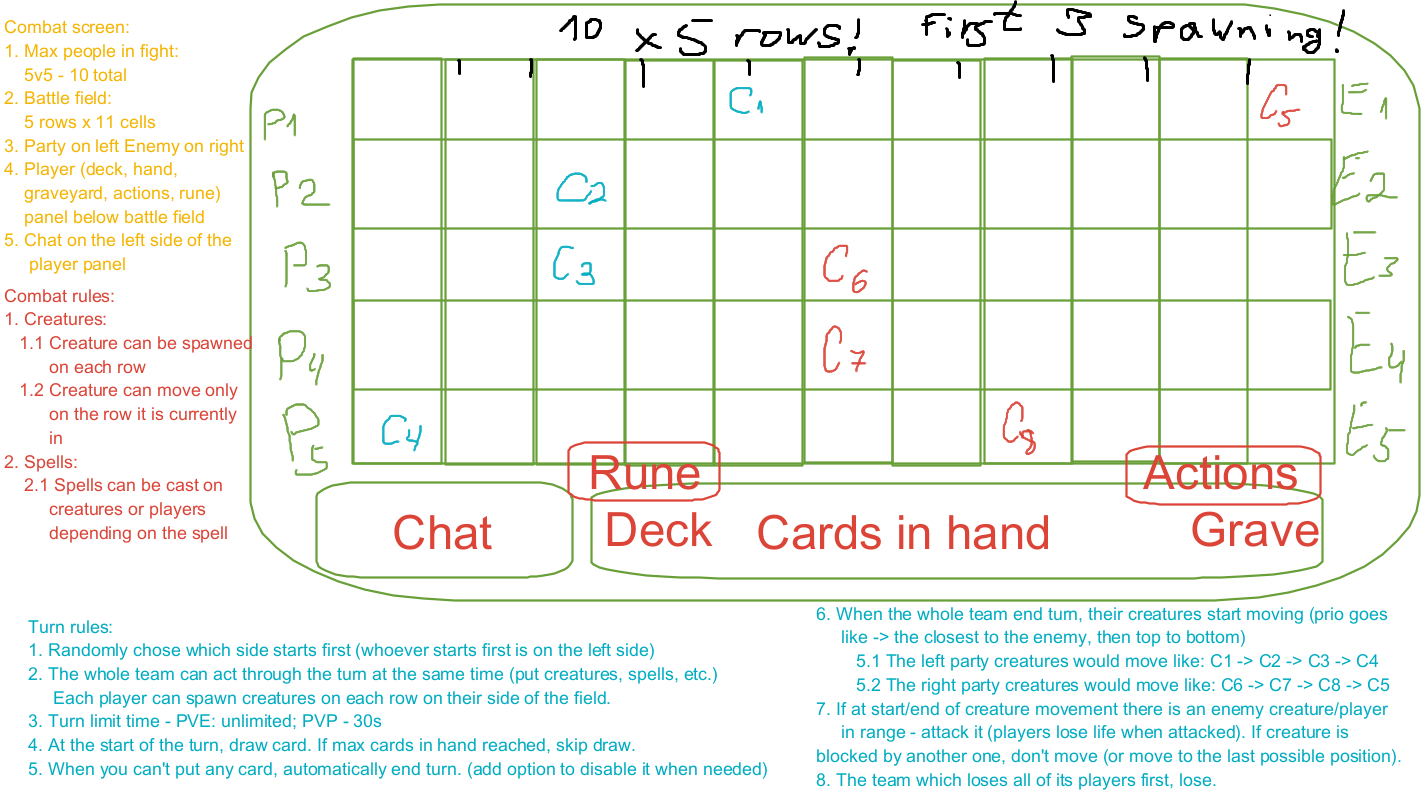 10 x 5 rows! First 3 spawning!
Combat screen:
1. Max people in fight:
5v5 - 10 total
2. Battle field:
5 rows x 11 cells
3. Party on left Enemy on right
4. Player (deck, hand,
graveyard, actions, rune)
panel below battle field
5. Chat on the left side of the
player panel
Combat rules:
1. Creatures:
1.1 Creature can be spawned
on each row
1.2 Creature can move only
on the row it is currently
in
2. Spells:
2.1 Spells can be cast on
creatures or players
depending on the spell
P1 C1 C5 E1
P2 C2 E2
P3 C3 C6 E3
P4 C7 E4
P5 C4 C8 E5
Rune Actions
Chat Deck Cards in hand Grave
Turn rules:
1. Randomly chose which side starts first (whoever starts first is on the left side)
2. The whole team can act through the turn at the same time (put creatures, spells, etc.)
Each player can spawn creatures on each row on their side of the field.
3. Turn limit time - PVE: unlimited; PVP - 30s
4. At the start of the turn, draw card. If max cards in hand reached, skip draw.
5. When you can't put any card, automatically end turn. (add option to disable it when needed)
6. When the whole team end turn, their creatures start moving (prio goes
like -> the closest to the enemy, then top to bottom)
5.1 The left party creatures would move like: C1 -> C2 -> C3 -> C4
5.2 The right party creatures would move like: C6 -> C7 -> C8 -> C5
7. If at start/end of creature movement there is an enemy creature/player
in range - attack it (players lose life when attacked). If creature is
blocked by another one, don't move (or move to the last possible position).
8. The team which loses all of its players first, lose.